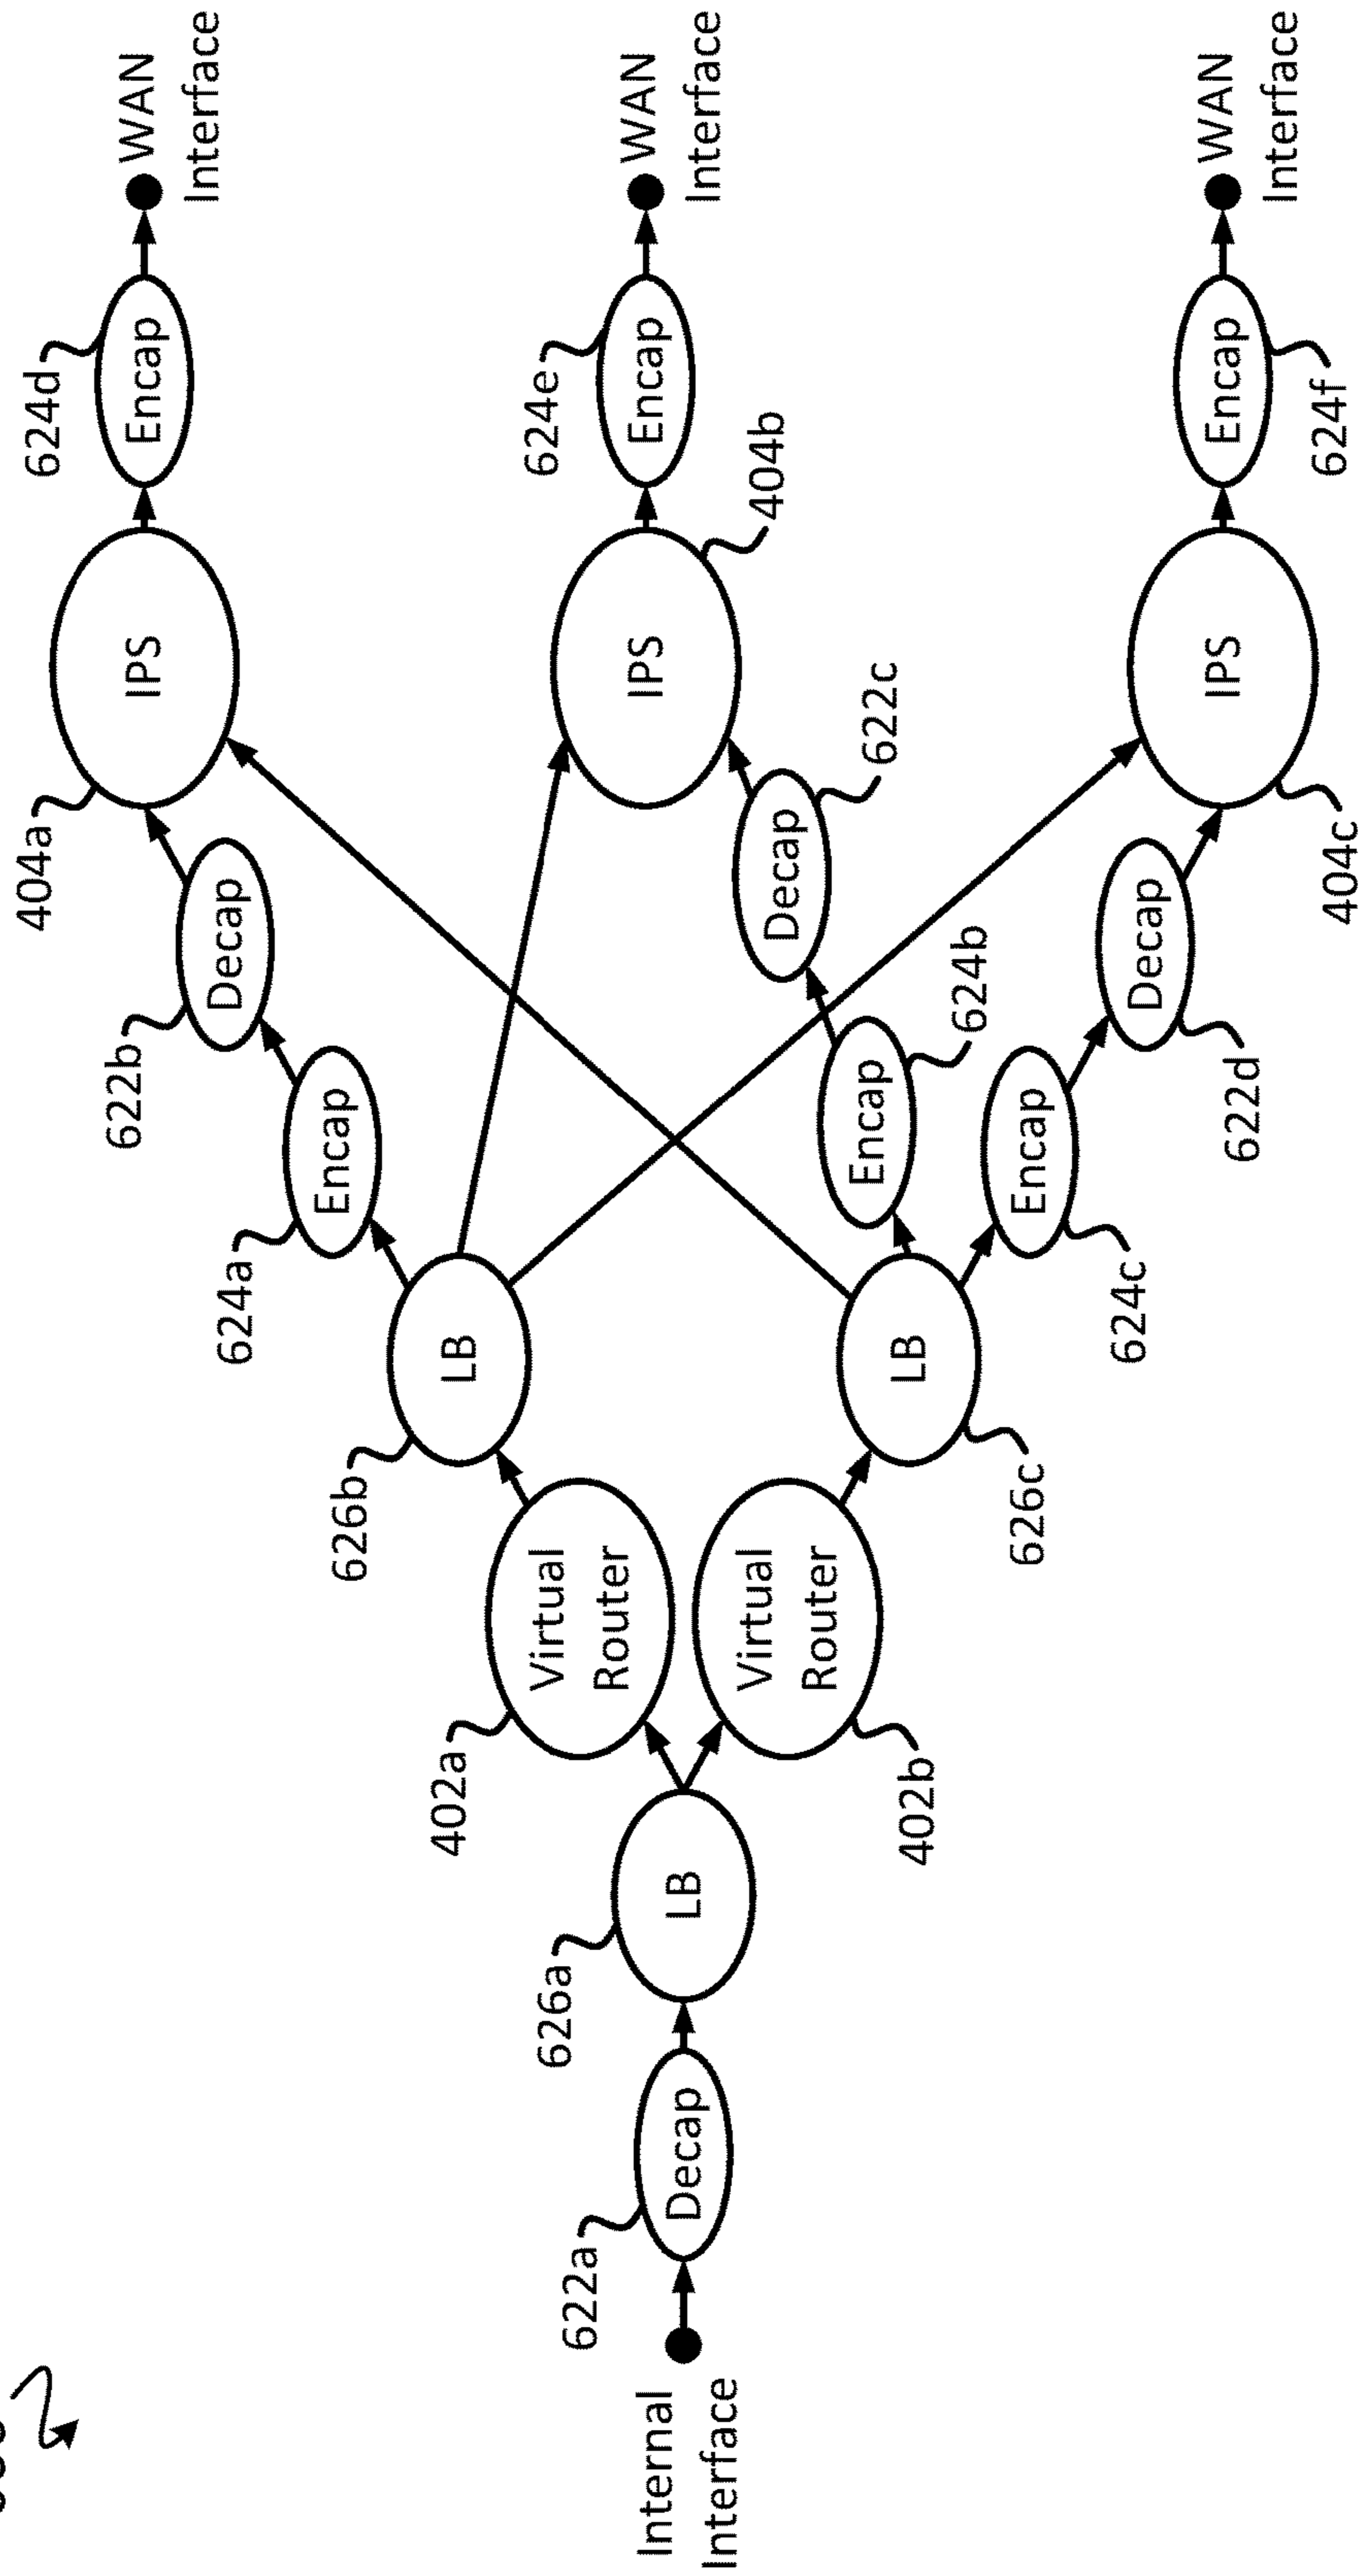 Internal
Interface
622a
Decap
626a
LB
402a
Virtual
Router
402b
Virtual
Router
626b
LB
626c
LB
624a
Encap
622b
Decap
624b
Encap
622c
Decap
624c
Encap
622d
Decap
404a
IPS
404b
IPS
404c
IPS
624d
Encap
624e
Encap
624f
Encap
WAN
Interface
WAN
Interface
WAN
Interface